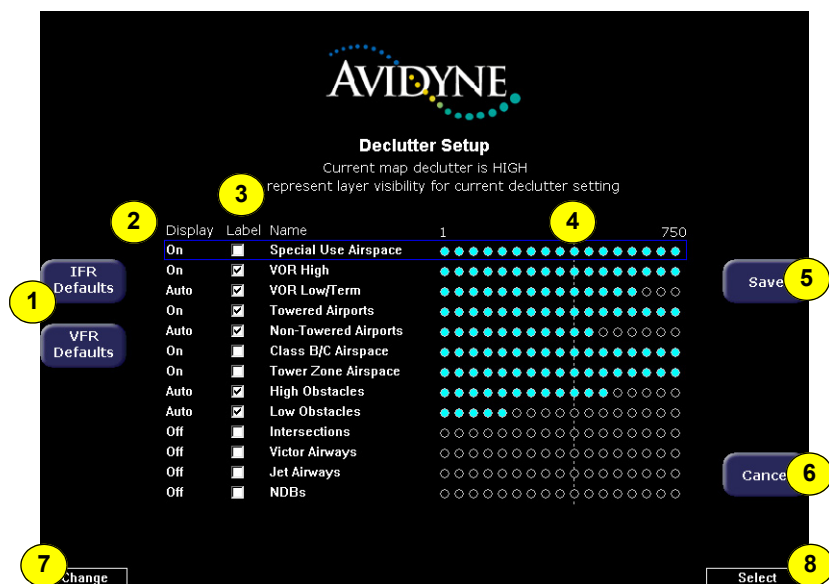 AVIDYNE
Declutter Setup
Current map declutter is HIGH
represent layer visibility for current declutter setting
3
2
4
Display Label Name 1 750
On Special Use Airspace
On VOR High
Auto VOR Low/Term
On Towered Airports
Auto Non-Towered Airports
On Class B/C Airspace
On Tower Zone Airspace
Auto High Obstacles
Auto Low Obstacles
Off Intersections
Off Victor Airways
Off Jet Airways
Off NDBs
IFR
Defaults
1
VFR
Defaults
Save
5
Cance
6
7
Change
8
Select